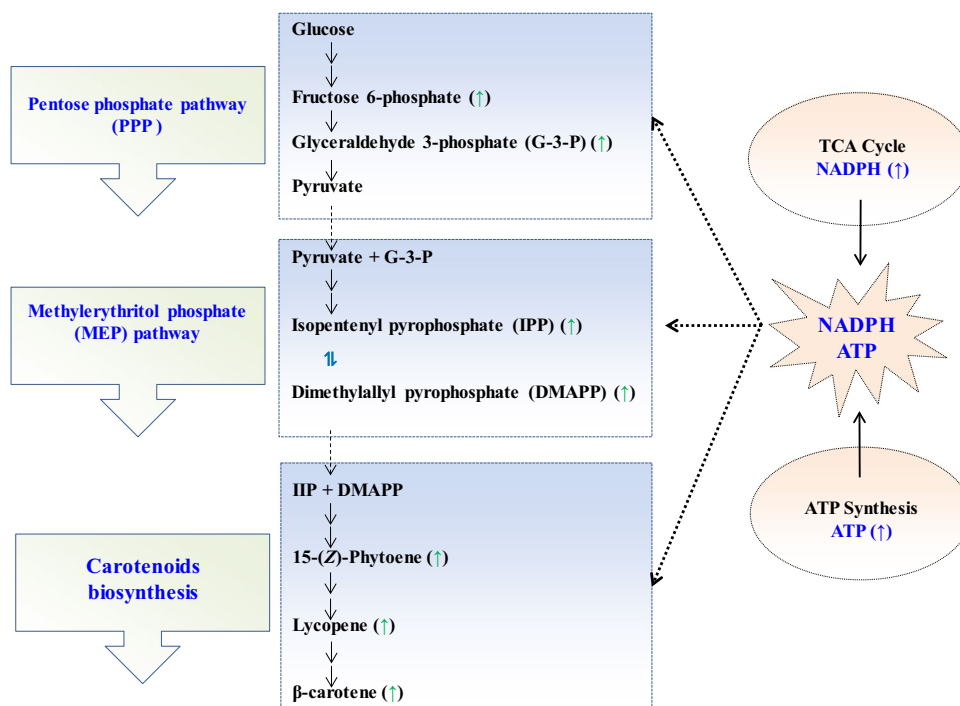 Pentose phosphate pathway
(PPP )
Glucose
Fructose 6-phosphate (↑)
Glyceraldehyde 3-phosphate (G-3-P) (↑)
Pyruvate
Methylerythritol phosphate
(MEP) pathway
Pyruvate + G-3-P
Isopentenyl pyrophosphate (IPP) (↑)
⥮
Dimethylallyl pyrophosphate (DMAPP) (↑)
Carotenoids
biosynthesis
IIP + DMAPP
15-(Z)-Phytoene (↑)
Lycopene (↑)
β-carotene (↑)
TCA Cycle
NADPH (↑)
NADPH
ATP
ATP Synthesis
ATP (↑)